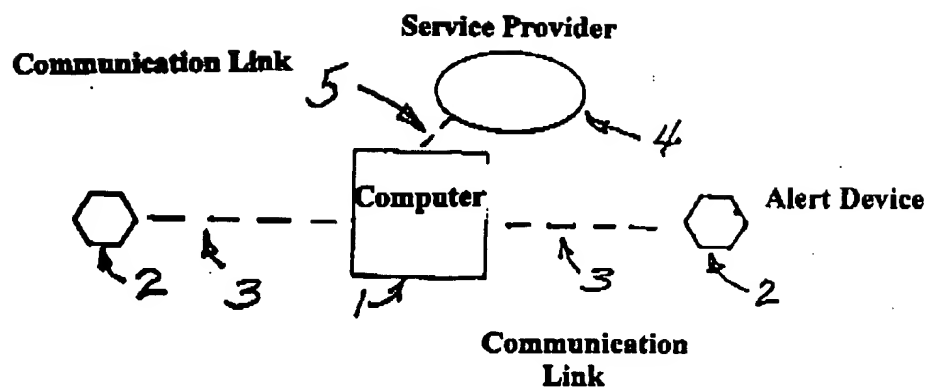 Service Provider
Communication Link
5
4
Computer
Alert Device
2
3
1
3
2
Communication
Link